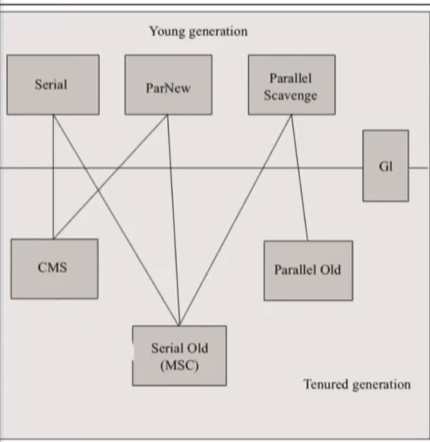 Young generation
Serial
ParNew
Parallel
Scavenge
Gl
CMS
Parallel Old
Serial Old
(MSC)
Tenured generation